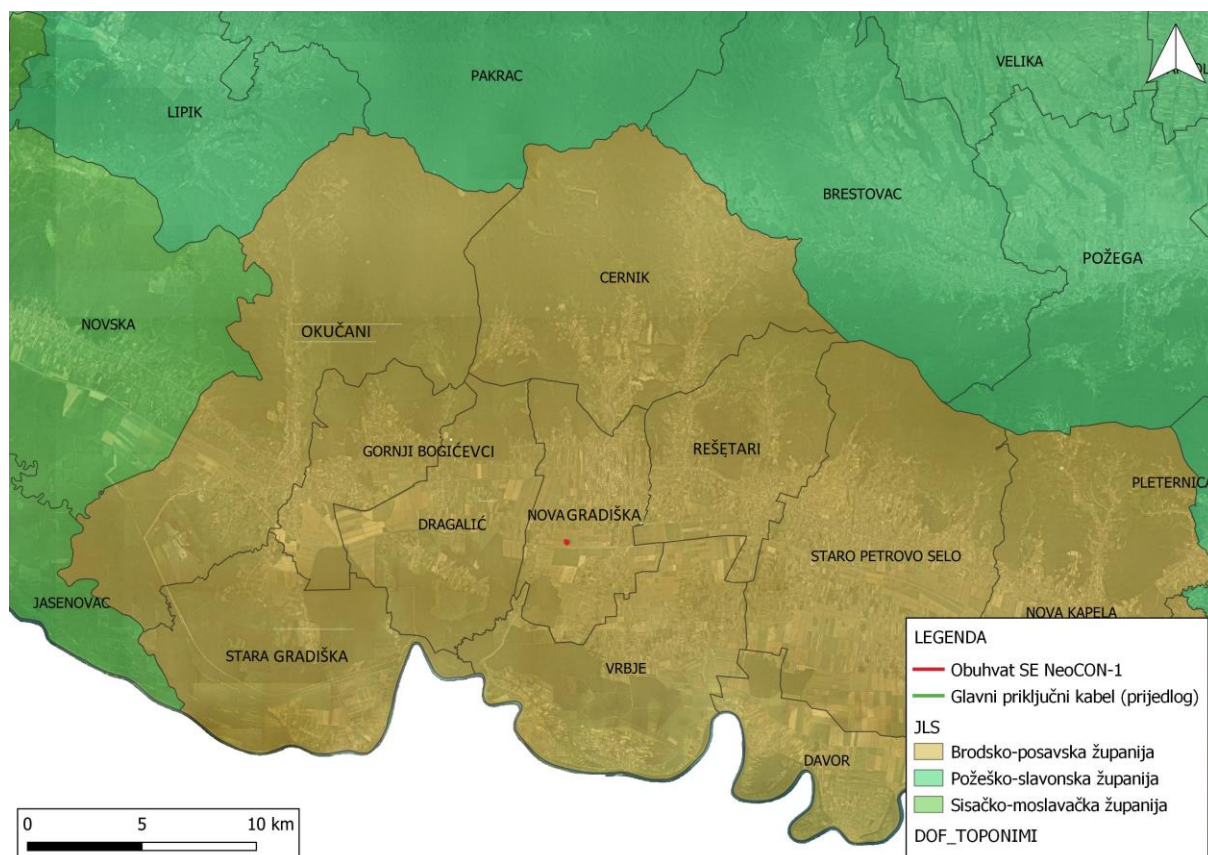 PAKRAC
VELIKA
LIPIK
BRESTOVAC
POŽEGA
CERNIK
NOVSKA
OKUČANI
GORNJI BOGIĆEVCI
REŠETARI
PLETERNICA
NOVA GRADIŠKA
DRAGALIĆ
STARO PETROVO SELO
JASENOVAC
NOVA KAPELA
STARA GRADIŠKA
VRBJE
DAVOR
LEGENDA
Obuhvat SE NeoCON-1
Glavni priključni kabel (prijedlog)
JLS
Brodsko-posavska županija
Požeško-slavonska županija
Sisačko-moslavačka županija
DOF_TOPONIMI
0 5 10 km